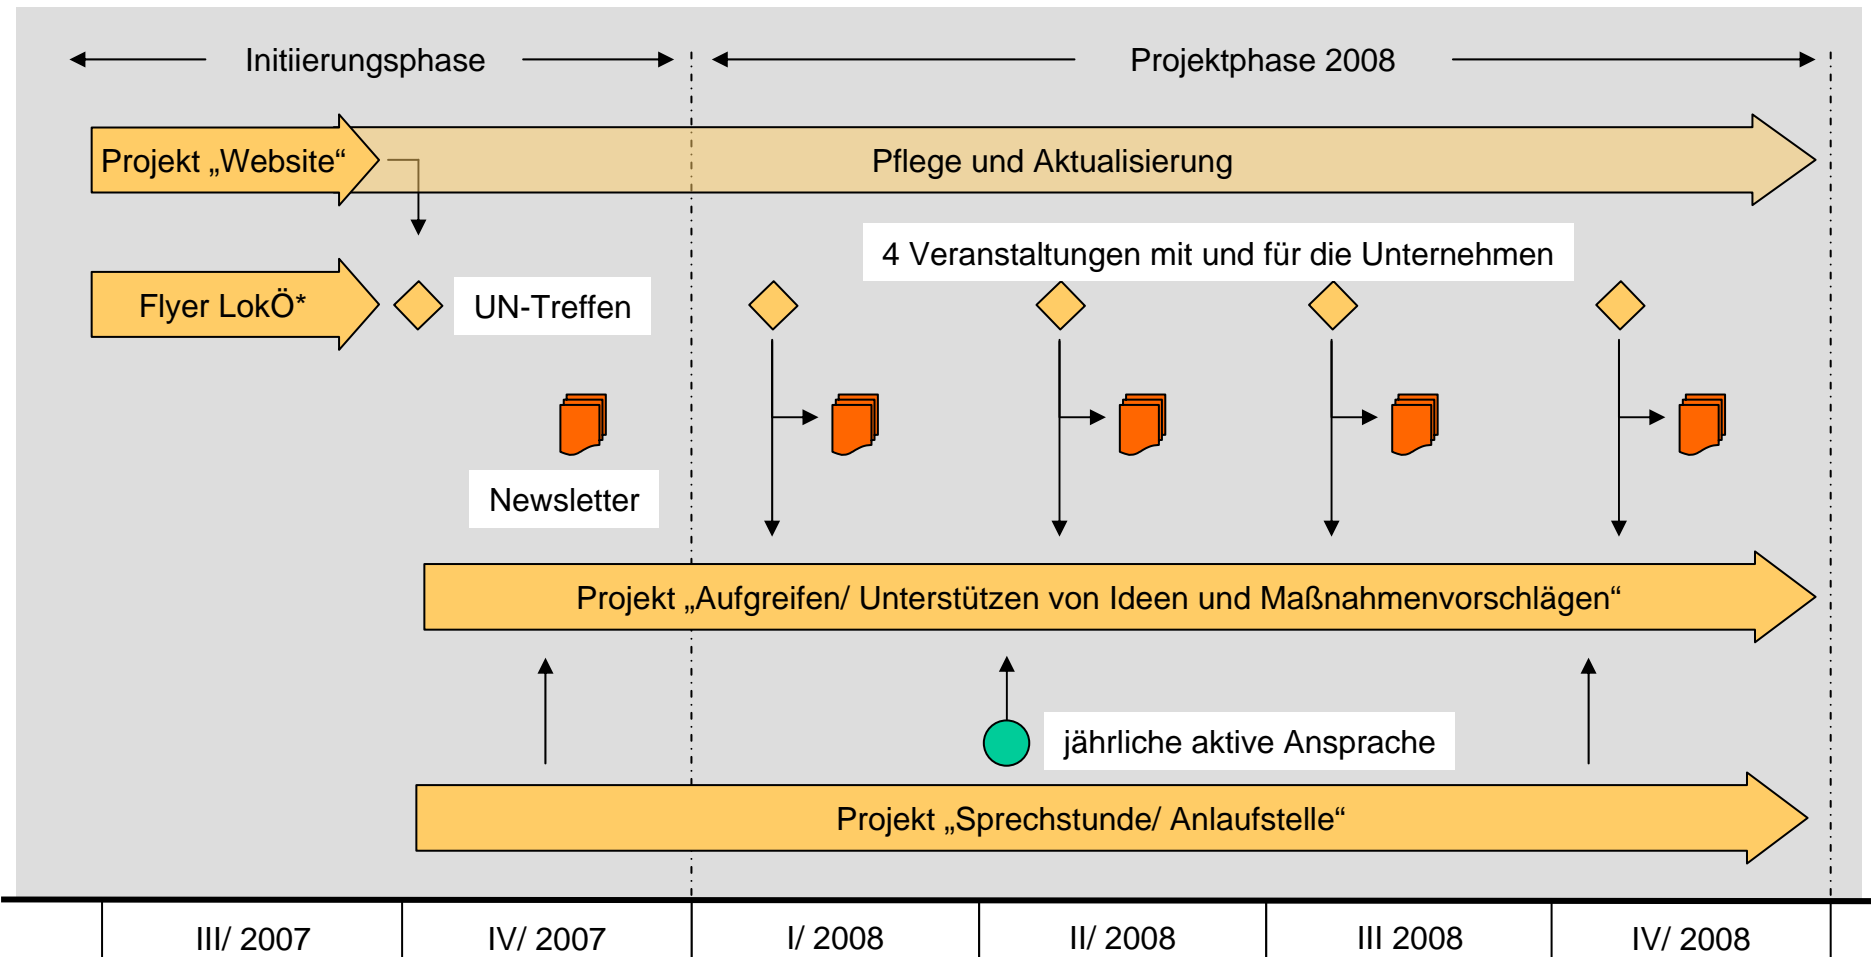 Initiierungsphase
Projektphase 2008
Projekt „Website“
Pflege und Aktualisierung
4 Veranstaltungen mit und für die Unternehmen
Flyer LokÖ*
UN-Treffen
Newsletter
Projekt „Aufgreifen/ Unterstützen von Ideen und Maßnahmenvorschlägen“
jährliche aktive Ansprache
Projekt „Sprechstunde/ Anlaufstelle“
III/ 2007
IV/ 2007
I/ 2008
II/ 2008
III 2008
IV/ 2008